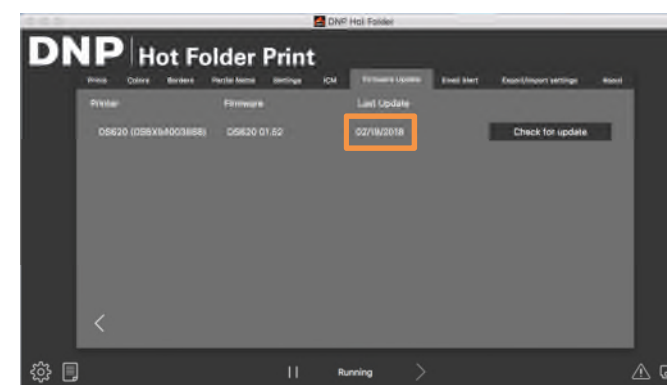 DNP Hot Folder
DNP Hot Folder Print
Prints Colors Borders Partial Name Settings ICM Firmware Update Email Alert Export/Import settings About
Printer Firmware Last Update
DS620 DS620 01.52 02/19/2018 Check for update
Running